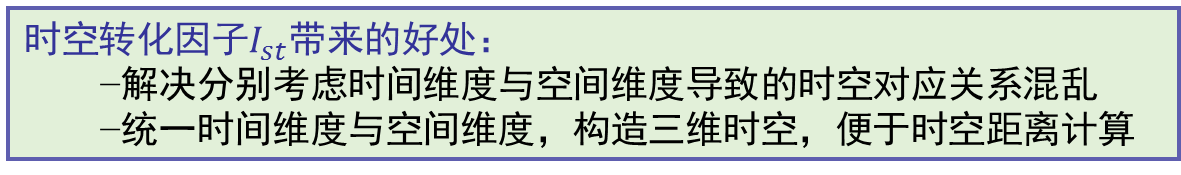 时空转化因子Ist带来的好处：
–解决分别考虑时间维度与空间维度导致的时空对应关系混乱
–统一时间维度与空间维度，构造三维时空，便于时空距离计算